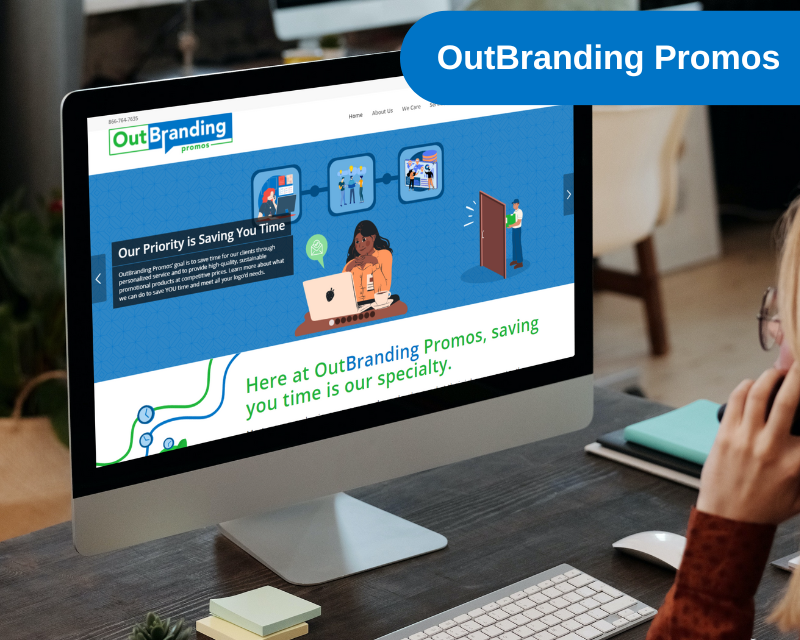 OutBranding Promos
866-764-7635
Home About Us We Care
OutBranding
promos
Our Priority is Saving You Time
OutBranding Promos' goal is to save time for our clients through
personalized service and to provide high-quality, sustainable
promotional products at competitive prices. Learn more about what
we can do to save YOU time and meet all your logo'd needs.
Here at OutBranding Promos, saving
you time is our specialty.